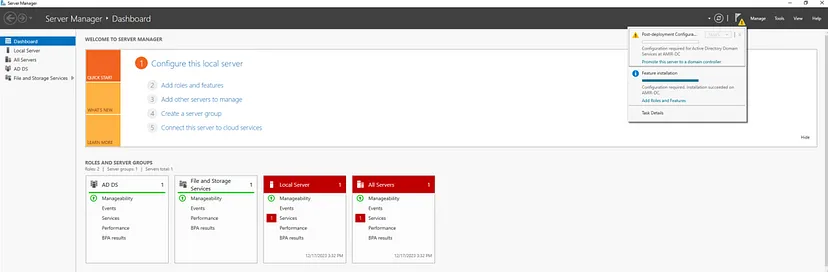 Server Manager
Server Manager • Dashboard
Manage Tools View Help
Dashboard
Local Server
All Servers
AD DS
File and Storage Services
WELCOME TO SERVER MANAGER
QUICK START
WHAT'S NEW
LEARN MORE
1 Configure this local server
2 Add roles and features
3 Add other servers to manage
4 Create a server group
5 Connect this server to cloud services
Hide
Post-deployment Configura...
Configuration required for Active Directory Domain
Services at AMIR-DC
Promote this server to a domain controller
Feature installation
Configuration required. Installation succeeded on
AMIR-DC.
Add Roles and Features
Task Details
ROLES AND SERVER GROUPS
Roles: 2 | Server groups: 1 | Servers total: 1
AD DS 1
Manageability
Events
Services
Performance
BPA results
File and Storage
Services 1
Manageability
Events
Services
Performance
BPA results
Local Server 1
Manageability
Events
1 Services
Performance
BPA results
12/17/2023 3:32 PM
All Servers 1
Manageability
Events
1 Services
Performance
BPA results
12/17/2023 3:32 PM